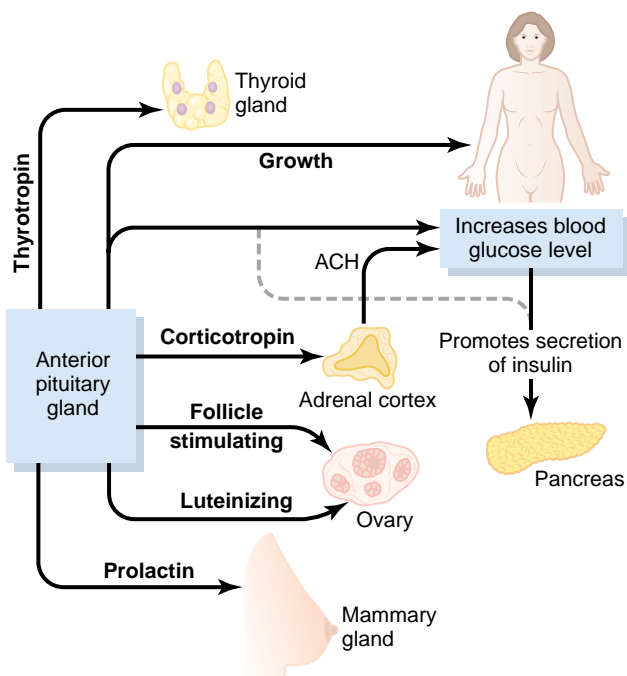 Thyroid
gland
Thyrotropin
Growth
Increases blood
glucose level
ACH
Corticotropin
Adrenal cortex
Promotes secretion
of insulin
Anterior
pituitary
gland
Follicle
stimulating
Pancreas
Luteinizing
Ovary
Prolactin
Mammary
gland